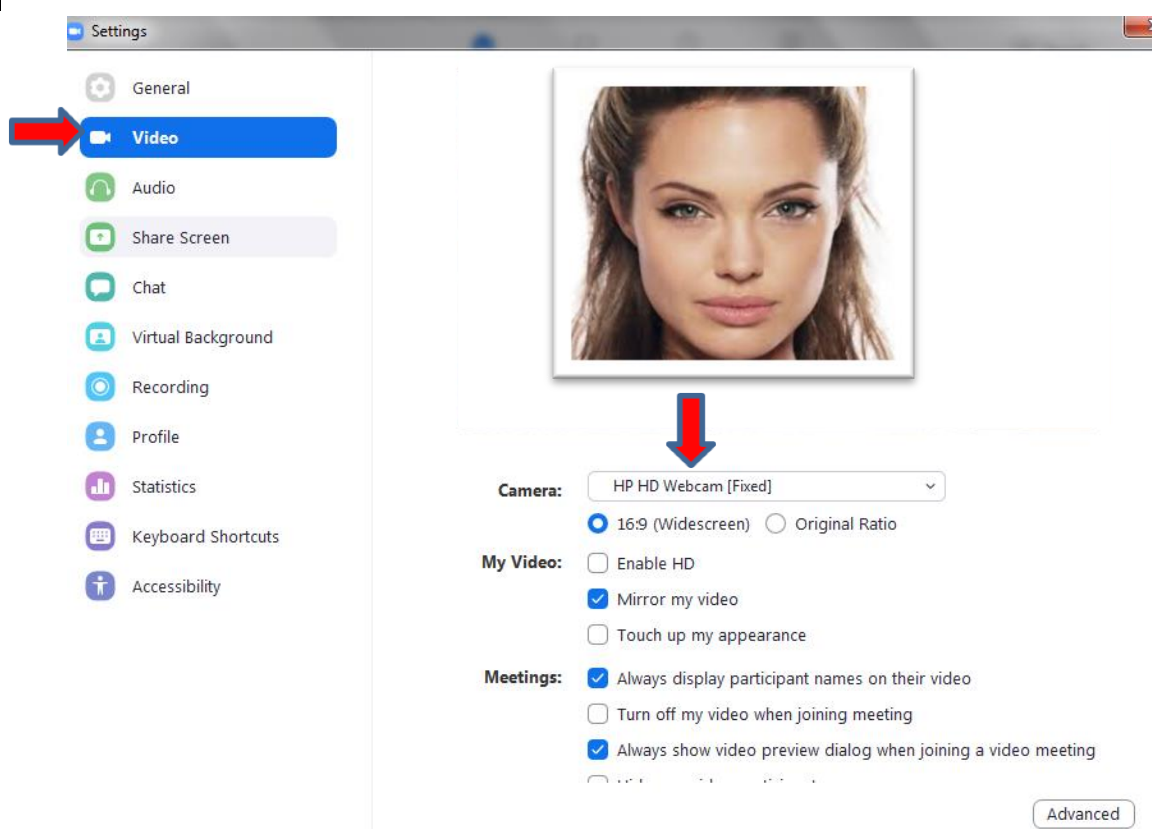 Settings
General
Video
Audio
Share Screen
Chat
Virtual Background
Recording
Profile
Statistics
Keyboard Shortcuts
Accessibility
Camera: HP HD Webcam [Fixed]
16:9 (Widescreen) Original Ratio
My Video: Enable HD
Mirror my video
Touch up my appearance
Meetings: Always display participant names on their video
Turn off my video when joining meeting
Always show video preview dialog when joining a video meeting
Advanced